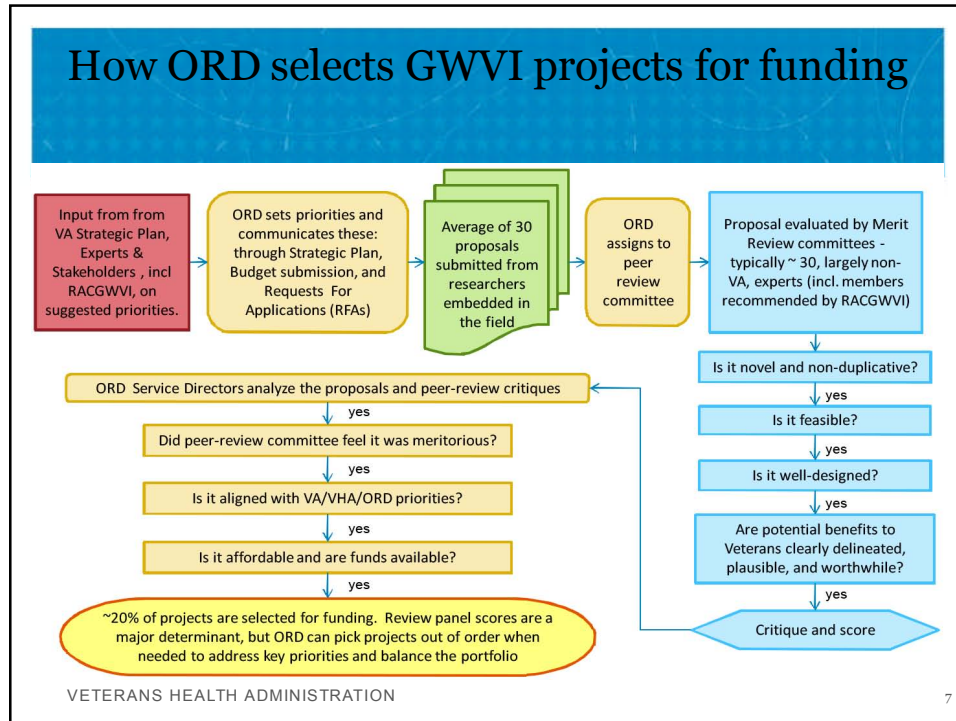 How ORD selects GWVI projects for funding
Input from from
VA Strategic Plan,
Experts &
Stakeholders , incl
RACGWVI, on
suggested priorities.
ORD sets priorities and
communicates these:
through Strategic Plan,
Budget submission, and
Requests For
Applications (RFAs)
Average of 30
proposals
submitted from
researchers
embedded in
the field
ORD
assigns to
peer
review
committee
Proposal evaluated by Merit
Review committees -
typically ~ 30, largely non-
VA, experts (incl. members
recommended by RACGWVI)
Is it novel and non-duplicative?
yes
Is it feasible?
yes
Is it well-designed?
yes
Are potential benefits to
Veterans clearly delineated,
plausible, and worthwhile?
yes
Critique and score
ORD Service Directors analyze the proposals and peer-review critiques
yes
Did peer-review committee feel it was meritorious?
yes
Is it aligned with VA/VHA/ORD priorities?
yes
Is it affordable and are funds available?
yes
~20% of projects are selected for funding. Review panel scores are a
major determinant, but ORD can pick projects out of order when
needed to address key priorities and balance the portfolio
VETERANS HEALTH ADMINISTRATION
7